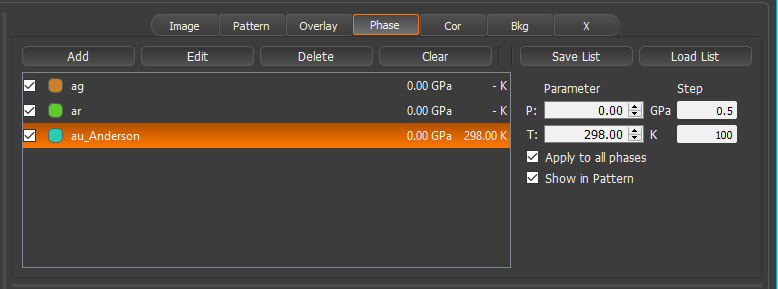 Image Pattern Overlay Phase Cor Bkg X
Add Edit Delete Clear Save List Load List
ag 0.00 GPa - K
ar 0.00 GPa - K
au_Anderson 0.00 GPa 298.00 K
Parameter Step
P: 0.00 GPa 0.5
T: 298.00 K 100
Apply to all phases
Show in Pattern